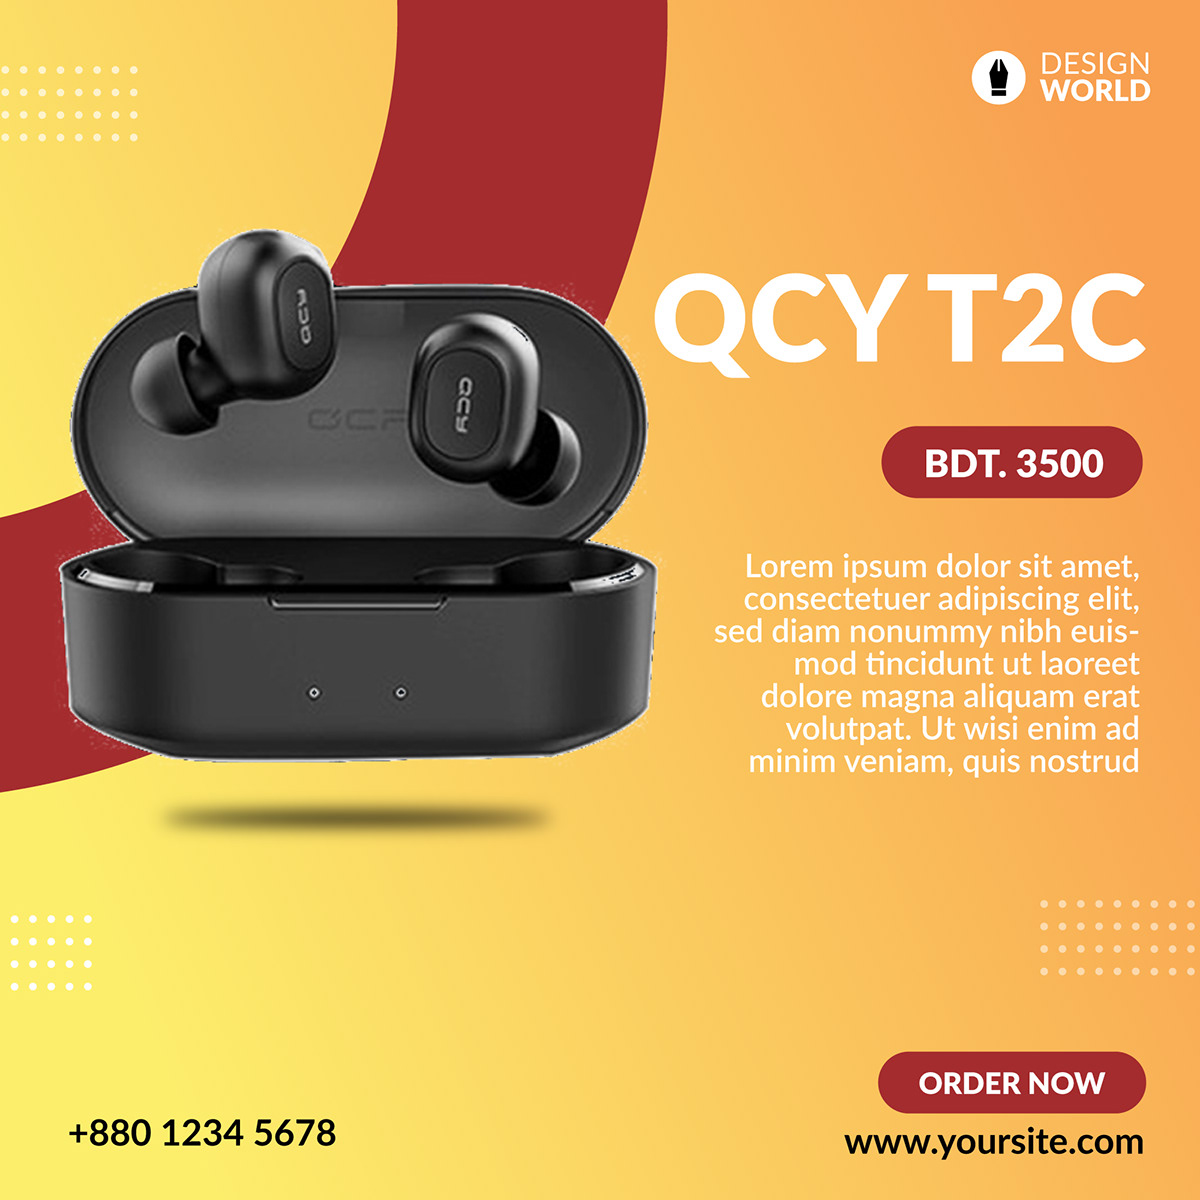 DESIGN
WORLD
QCY
QCY
QCY T2C
BDT. 3500
Lorem ipsum dolor sit amet,
consectetuer adipiscing elit,
sed diam nonummy nibh euis-
mod tincidunt ut laoreet
dolore magna aliquam erat
volutpat. Ut wisi enim ad
minim veniam, quis nostrud
ORDER NOW
+880 1234 5678
www.yoursite.com